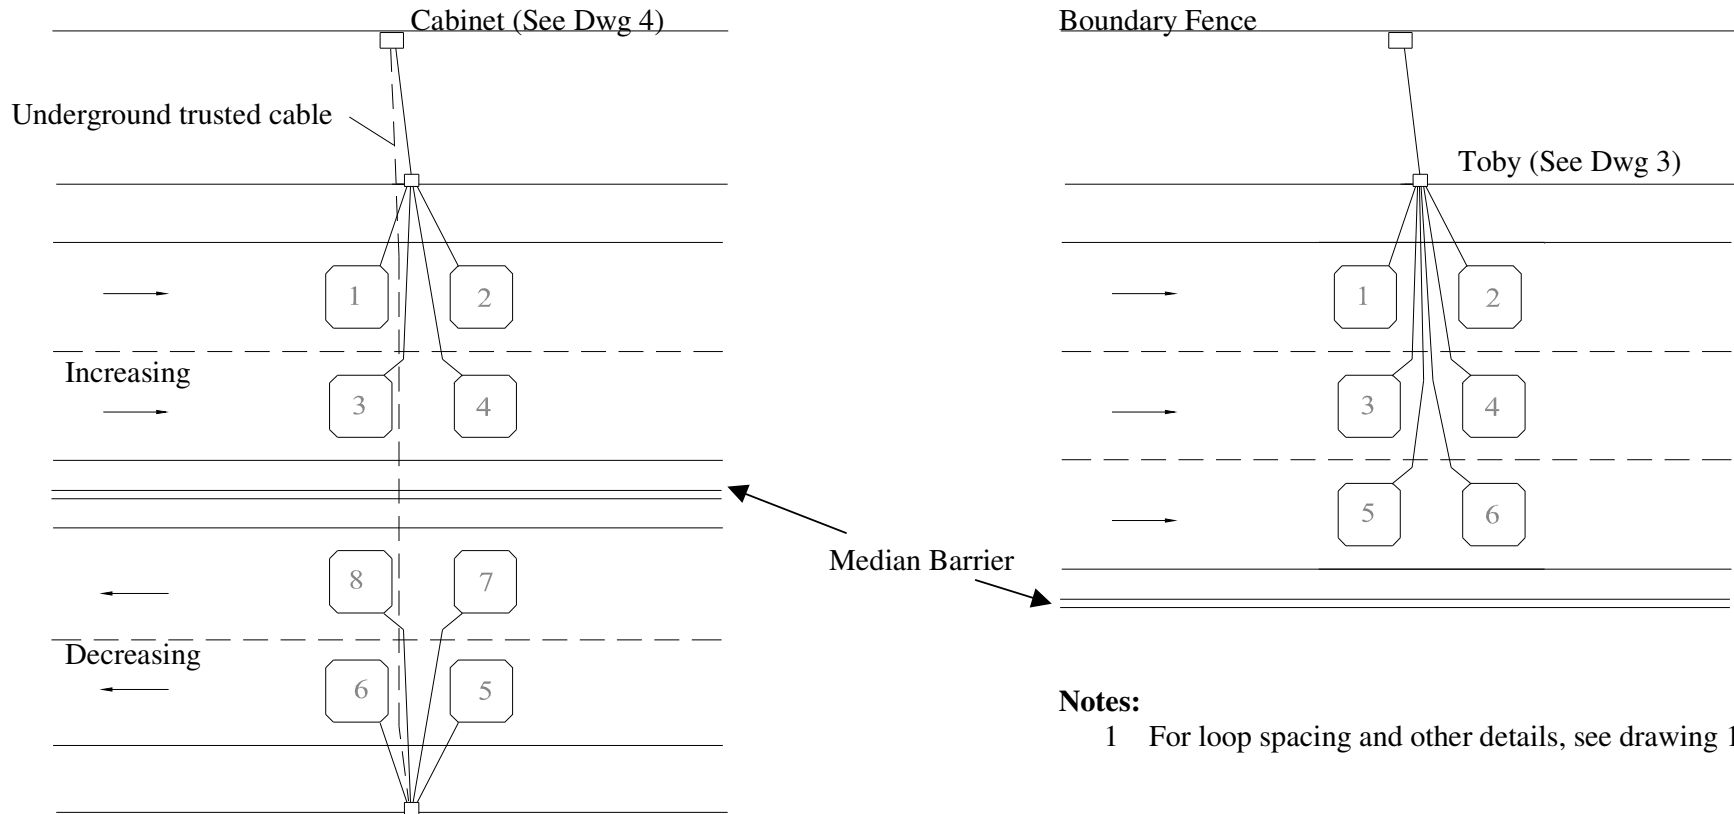 Cabinet (See Dwg 4)
Boundary Fence
Underground trusted cable
Toby (See Dwg 3)
1
2
1
2
Increasing
3
4
3
4
5
6
Median Barrier
8
7
Decreasing
6
5
Notes:
1 For loop spacing and other details, see drawing 1